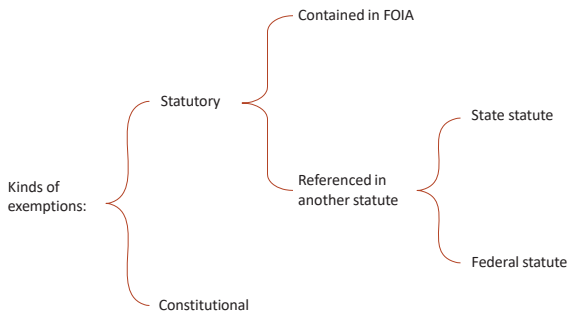 Contained in FOIA
Statutory
State statute
Kinds of
exemptions:
Referenced in
another statute
Federal statute
Constitutional